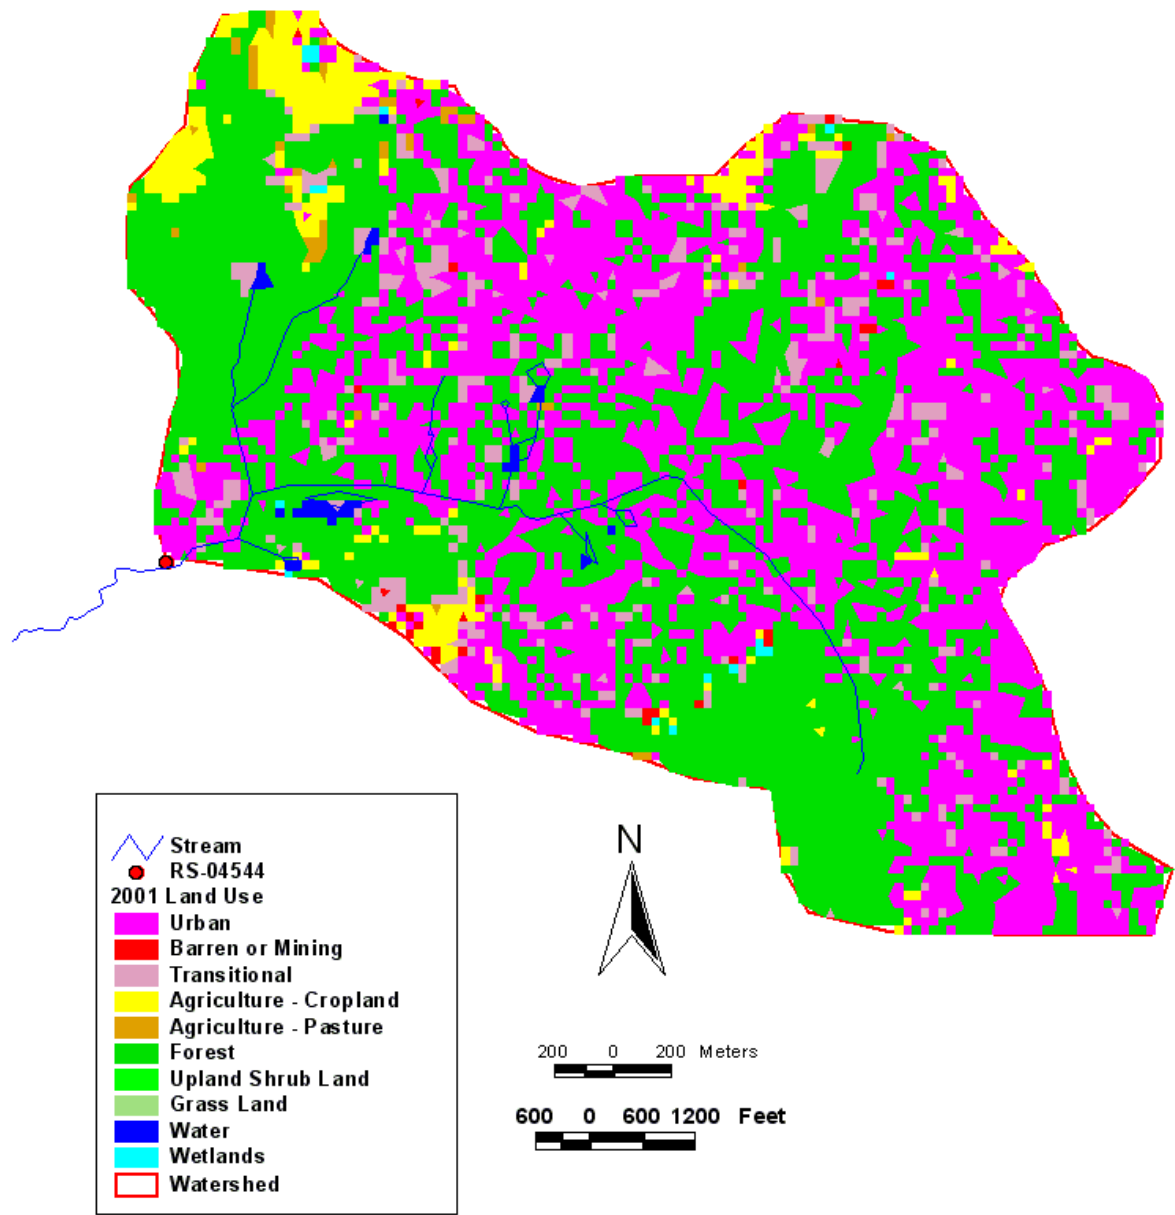 Stream
RS-04544
2001 Land Use
Urban
Barren or Mining
Transitional
Agriculture - Cropland
Agriculture - Pasture
Forest
Upland Shrub Land
Grass Land
Water
Wetlands
Watershed
N
200 0 200 Meters
600 0 600 1200 Feet